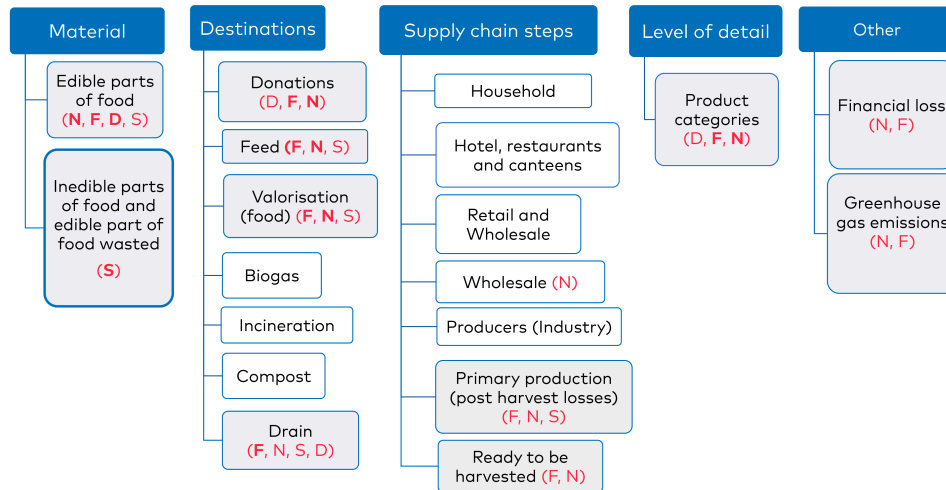 Material
Edible parts
of food
(N, F, D, S)
Inedible parts
of food and
edible part of
food wasted
(S)
Destinations
Donations
(D, F, N)
Feed (F, N, S)
Valorisation
(food) (F, N, S)
Biogas
Incineration
Compost
Drain
(F, N, S, D)
Supply chain steps
Household
Hotel, restaurants
and canteens
Retail and
Wholesale
Wholesale (N)
Producers (Industry)
Primary production
(post harvest losses)
(F, N, S)
Ready to be
harvested (F, N)
Level of detail
Product
categories
(D, F, N)
Other
Financial loss
(N, F)
Greenhouse
gas emissions
(N, F)